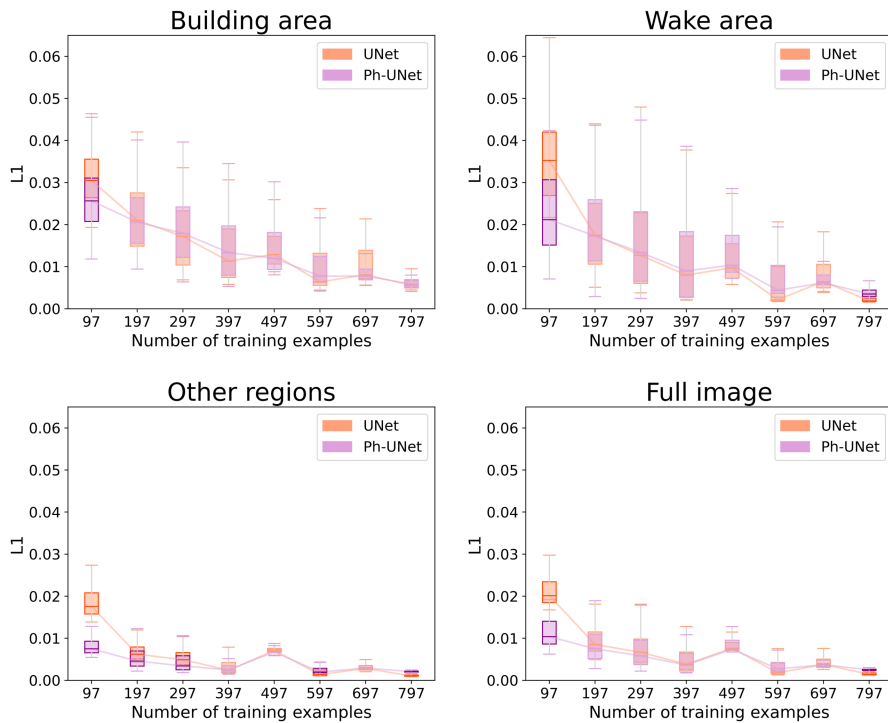 Building area
0.06
0.05
0.04
0.03
0.02
0.01
0.00
L1
UNet
Ph-UNet
97 197 297 397 497 597 697 797
Number of training examples
Wake area
0.06
0.05
0.04
0.03
0.02
0.01
0.00
L1
UNet
Ph-UNet
97 197 297 397 497 597 697 797
Number of training examples
Other regions
0.06
0.05
0.04
0.03
0.02
0.01
0.00
L1
UNet
Ph-UNet
97 197 297 397 497 597 697 797
Number of training examples
Full image
0.06
0.05
0.04
0.03
0.02
0.01
0.00
L1
UNet
Ph-UNet
97 197 297 397 497 597 697 797
Number of training examples